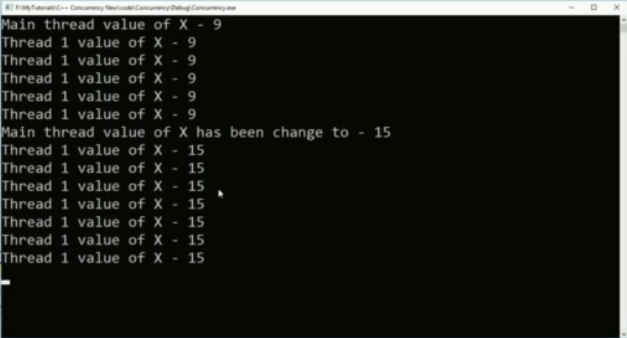 F:\MyTutorials\C++ Concurrency New\code\Concurrency\Debug\Concurrency.exe
Main thread value of X - 9
Thread 1 value of X - 9
Thread 1 value of X - 9
Thread 1 value of X - 9
Thread 1 value of X - 9
Thread 1 value of X - 9
Main thread value of X has been change to - 15
Thread 1 value of X - 15
Thread 1 value of X - 15
Thread 1 value of X - 15
Thread 1 value of X - 15
Thread 1 value of X - 15
Thread 1 value of X - 15
Thread 1 value of X - 15